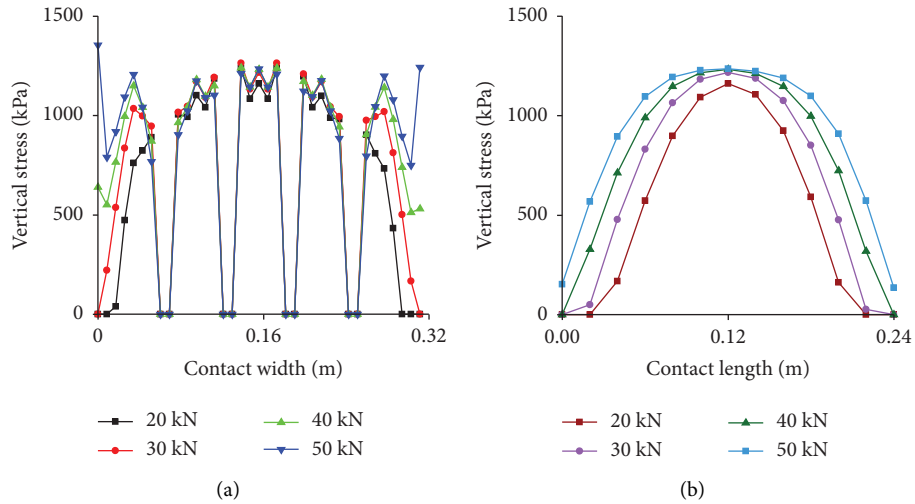 1500
1000
500
0
Vertical stress (kPa)
0
0.16
0.32
Contact width (m)
20 kN
40 kN
30 kN
50 kN
(a)
1500
1000
500
0
Vertical stress (kPa)
0.00
0.12
0.24
Contact length (m)
20 kN
40 kN
30 kN
50 kN
(b)